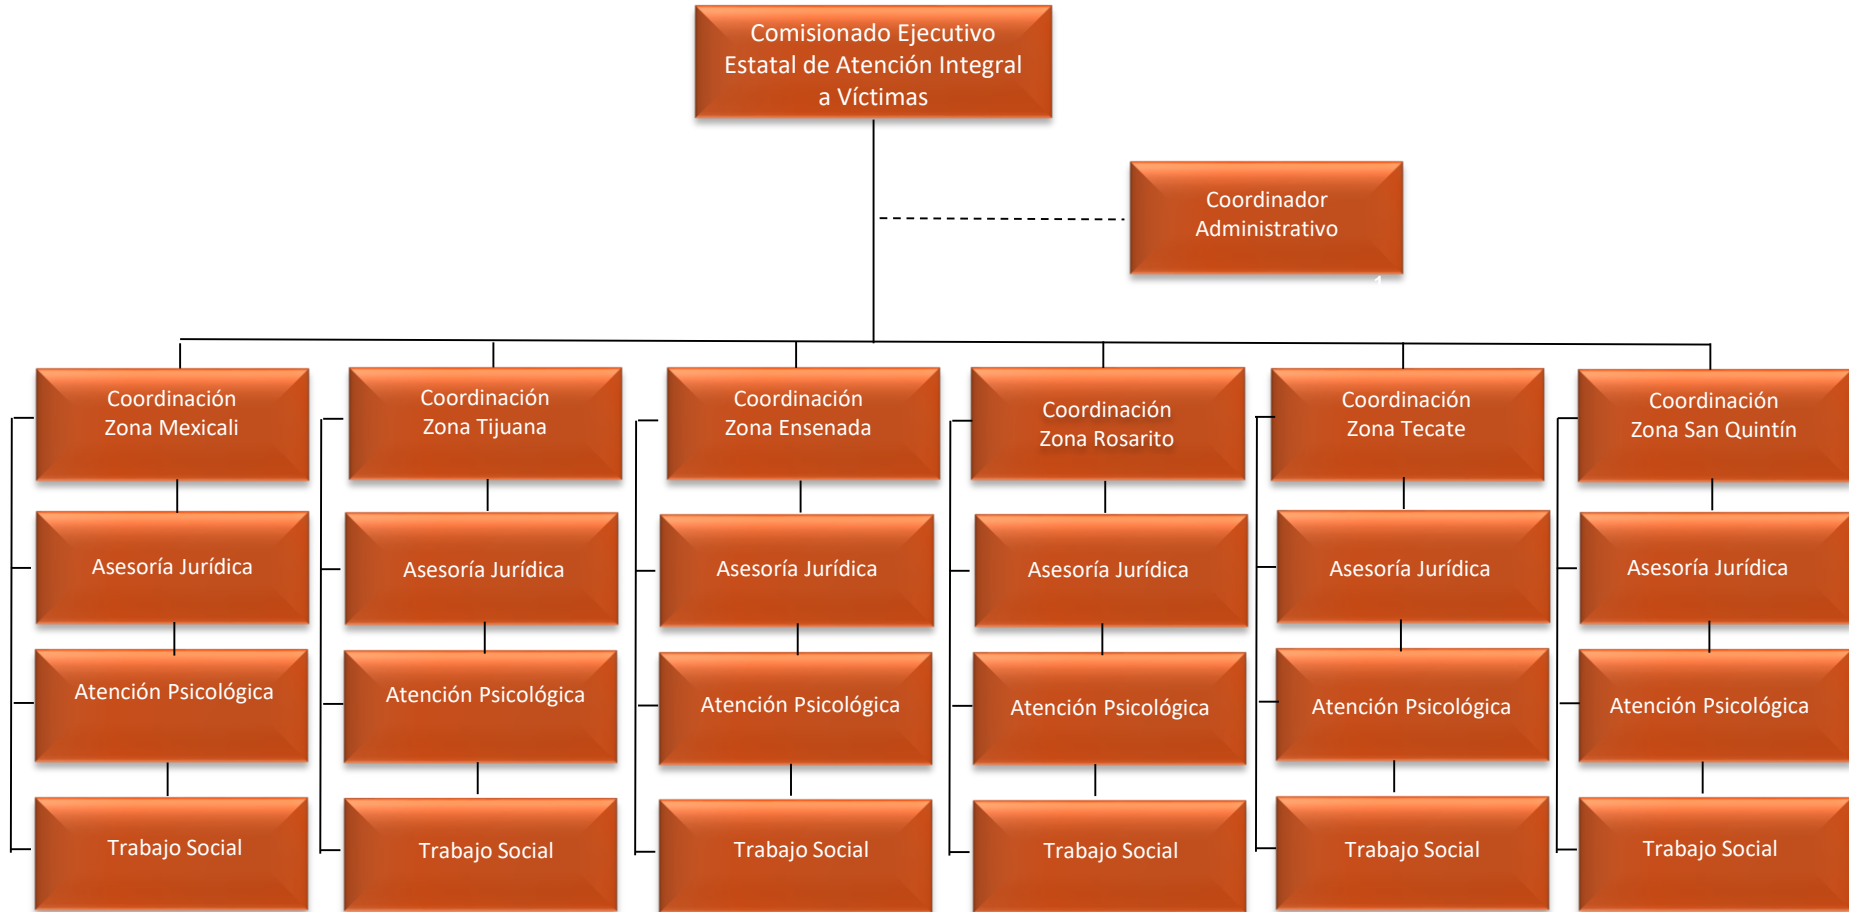 Comisionado Ejecutivo
Estatal de Atención Integral
a Víctimas
Coordinador
Administrativo
1
Coordinación
Zona Mexicali
Coordinación
Zona Tijuana
Coordinación
Zona Ensenada
Coordinación
Zona Rosarito
Coordinación
Zona Tecate
Coordinación
Zona San Quintín
Asesoría Jurídica
Asesoría Jurídica
Asesoría Jurídica
Asesoría Jurídica
Asesoría Jurídica
Asesoría Jurídica
Atención Psicológica
Atención Psicológica
Atención Psicológica
Atención Psicológica
Atención Psicológica
Atención Psicológica
Trabajo Social
Trabajo Social
Trabajo Social
Trabajo Social
Trabajo Social
Trabajo Social